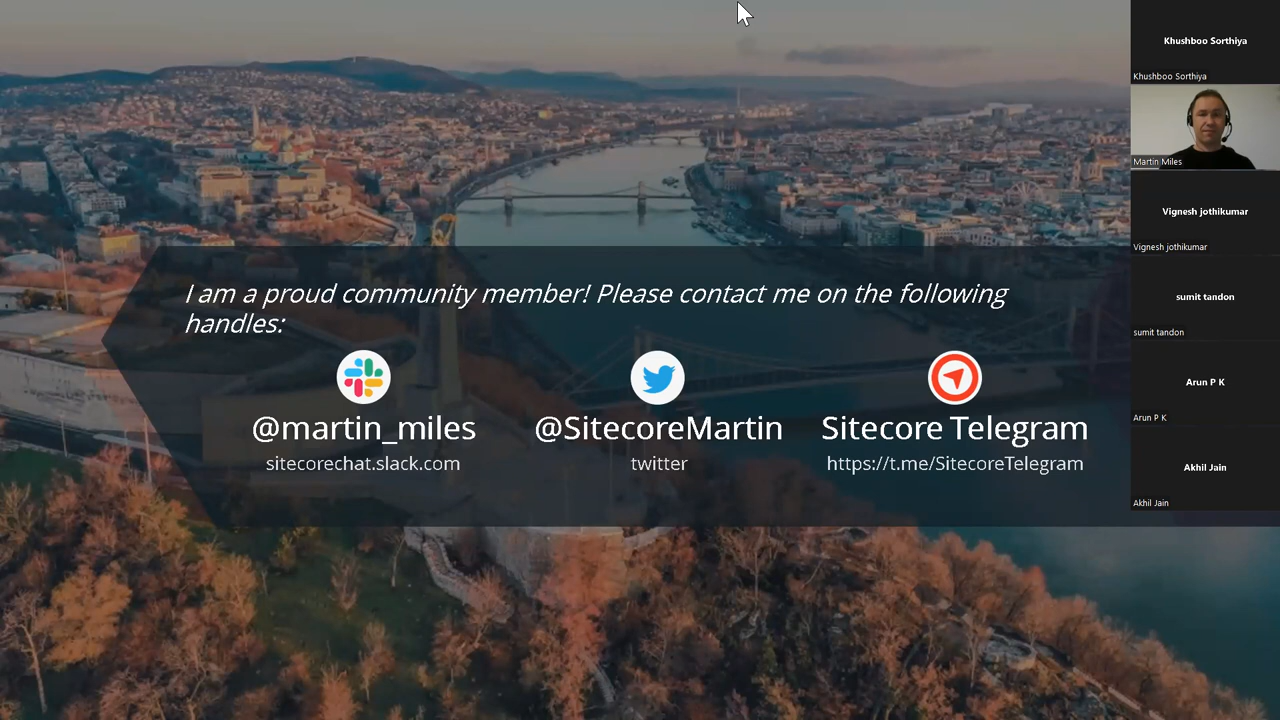 I am a proud community member! Please contact me on the following
handles:
@martin_miles
sitecorechat.slack.com
@SitecoreMartin
twitter
Sitecore Telegram
https://t.me/SitecoreTelegram
Khushboo Sorthiya
Khushboo Sorthiya
Martin Miles
Vignesh jothikumar
Vignesh jothikumar
sumit tandon
sumit tandon
Arun P K
Arun P K
Akhil Jain
Akhil Jain